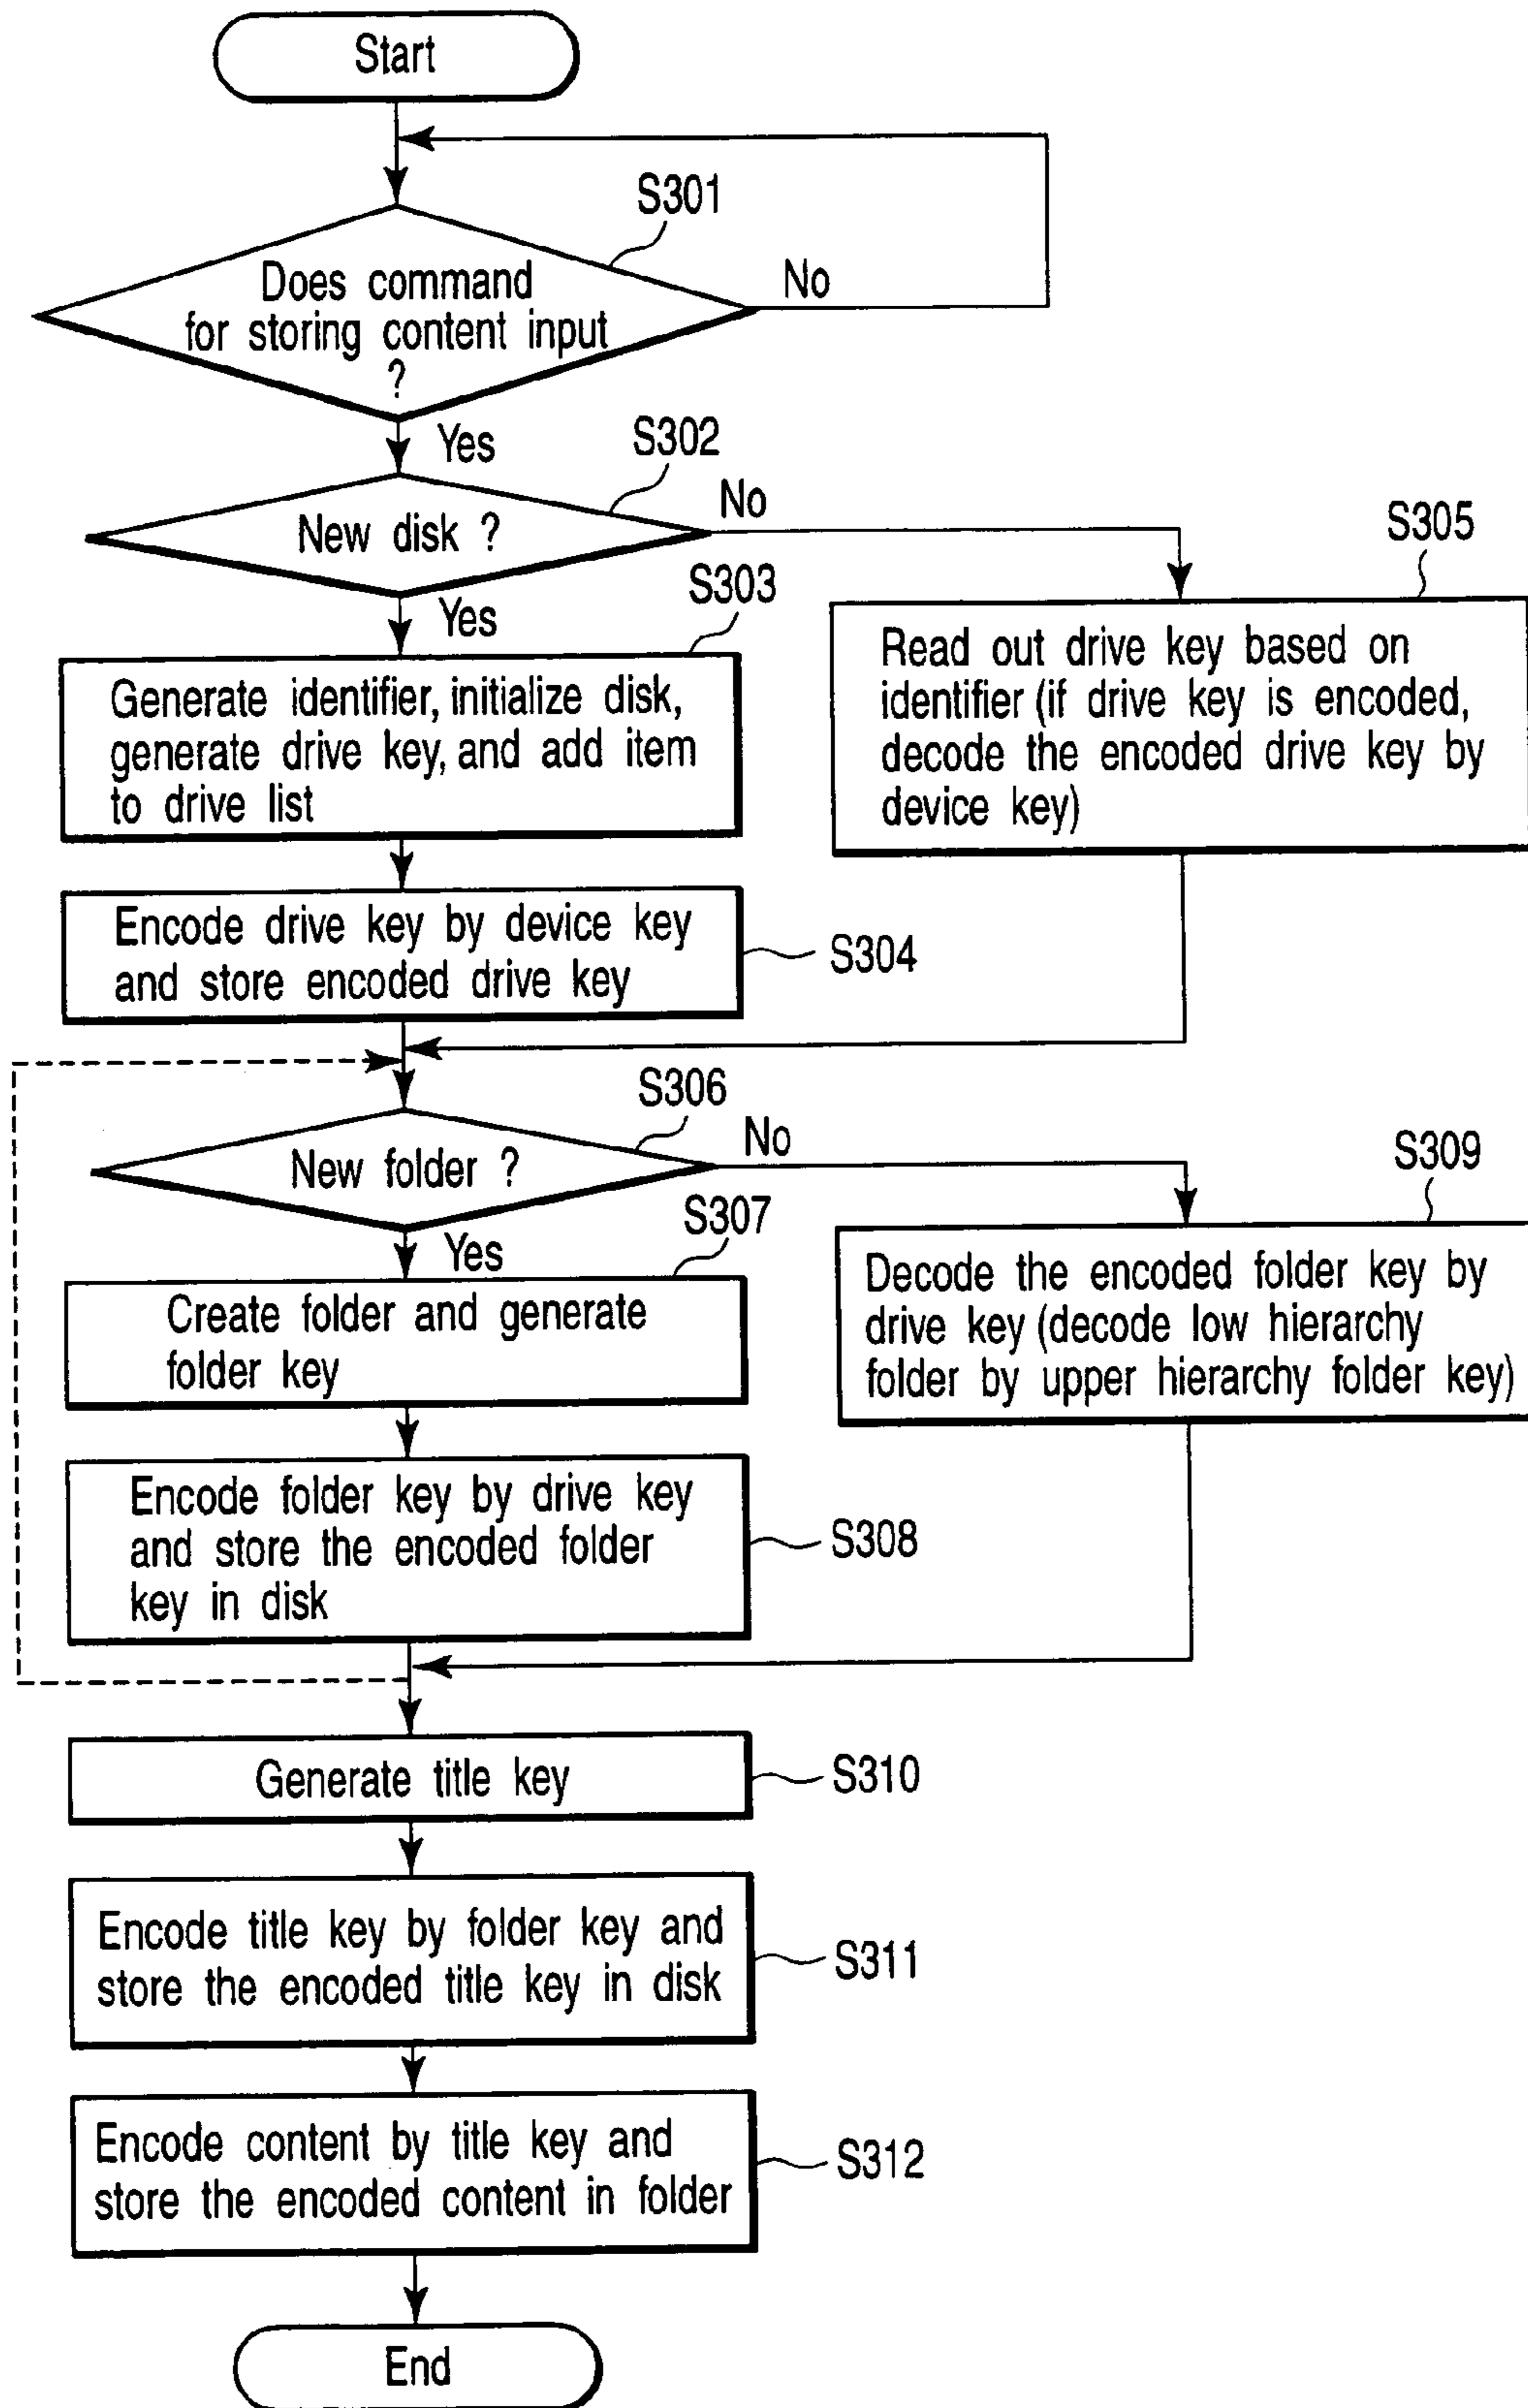 Start
S301
Does command
for storing content input
?
No
Yes
S302
New disk ?
No
S303
Yes
S305
Generate identifier, initialize disk,
generate drive key, and add item
to drive list
Read out drive key based on
identifier (if drive key is encoded,
decode the encoded drive key by
device key)
Encode drive key by device key
and store encoded drive key
S304
S306
New folder ?
No
S307
Yes
S309
Create folder and generate
folder key
Decode the encoded folder key by
drive key (decode low hierarchy
folder by upper hierarchy folder key)
Encode folder key by drive key
and store the encoded folder
key in disk
S308
Generate title key
S310
Encode title key by folder key and
store the encoded title key in disk
S311
Encode content by title key and
store the encoded content in folder
S312
End